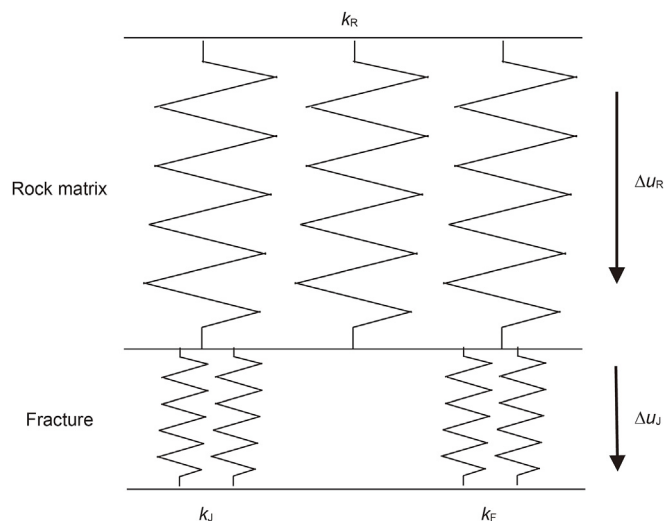 kR
Rock matrix
ΔuR
Fracture
ΔuJ
kJ
kF